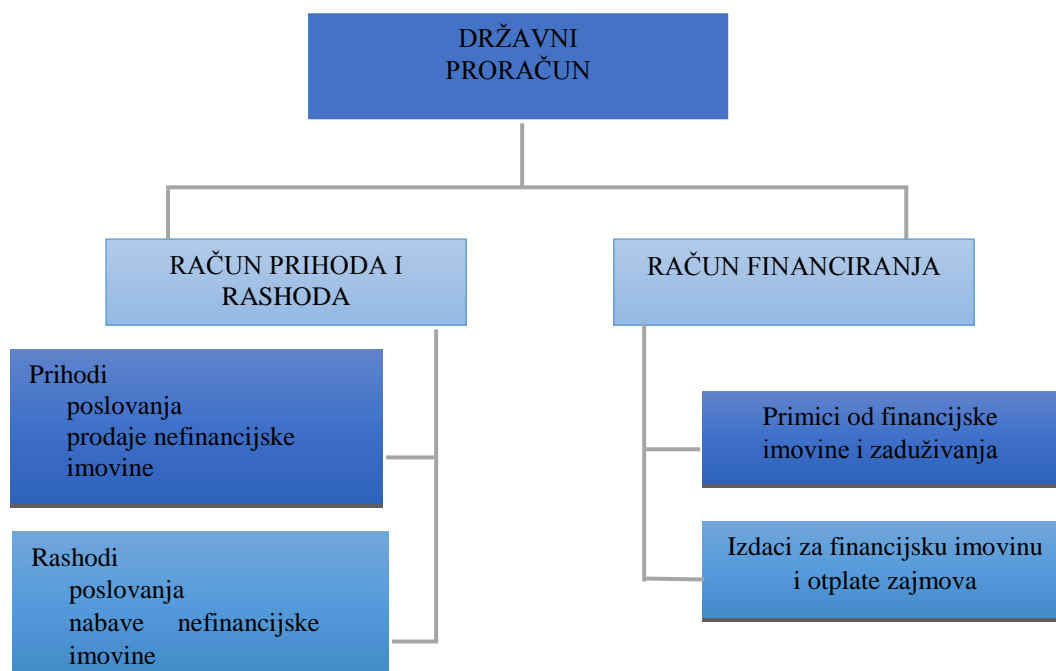 DRŽAVNI
PRORAČUN
RAČUN PRIHODA I
RASHODA
RAČUN FINANCIRANJA
Prihodi
poslovanja
prodaje nefinancijske
imovine
Primici od financijske
imovine i zaduživanja
Rashodi
poslovanja
nabave nefinancijske
imovine
Izdaci za financijsku imovinu
i otplate zajmova